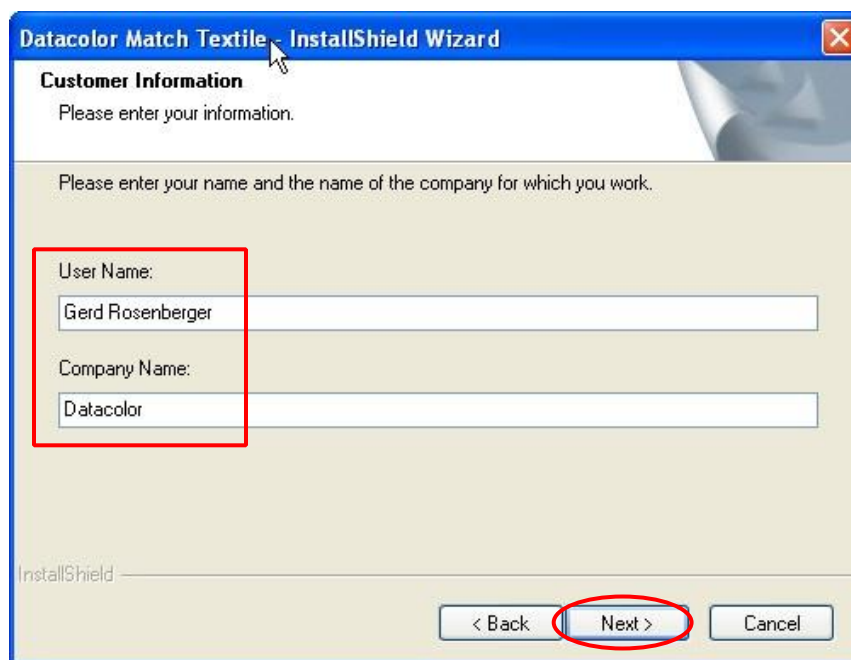 Datacolor Match Textile - InstallShield Wizard
Customer Information
Please enter your information.
Please enter your name and the name of the company for which you work.
User Name:
Gerd Rosenberger
Company Name:
Datacolor
InstallShield
< Back Next > Cancel